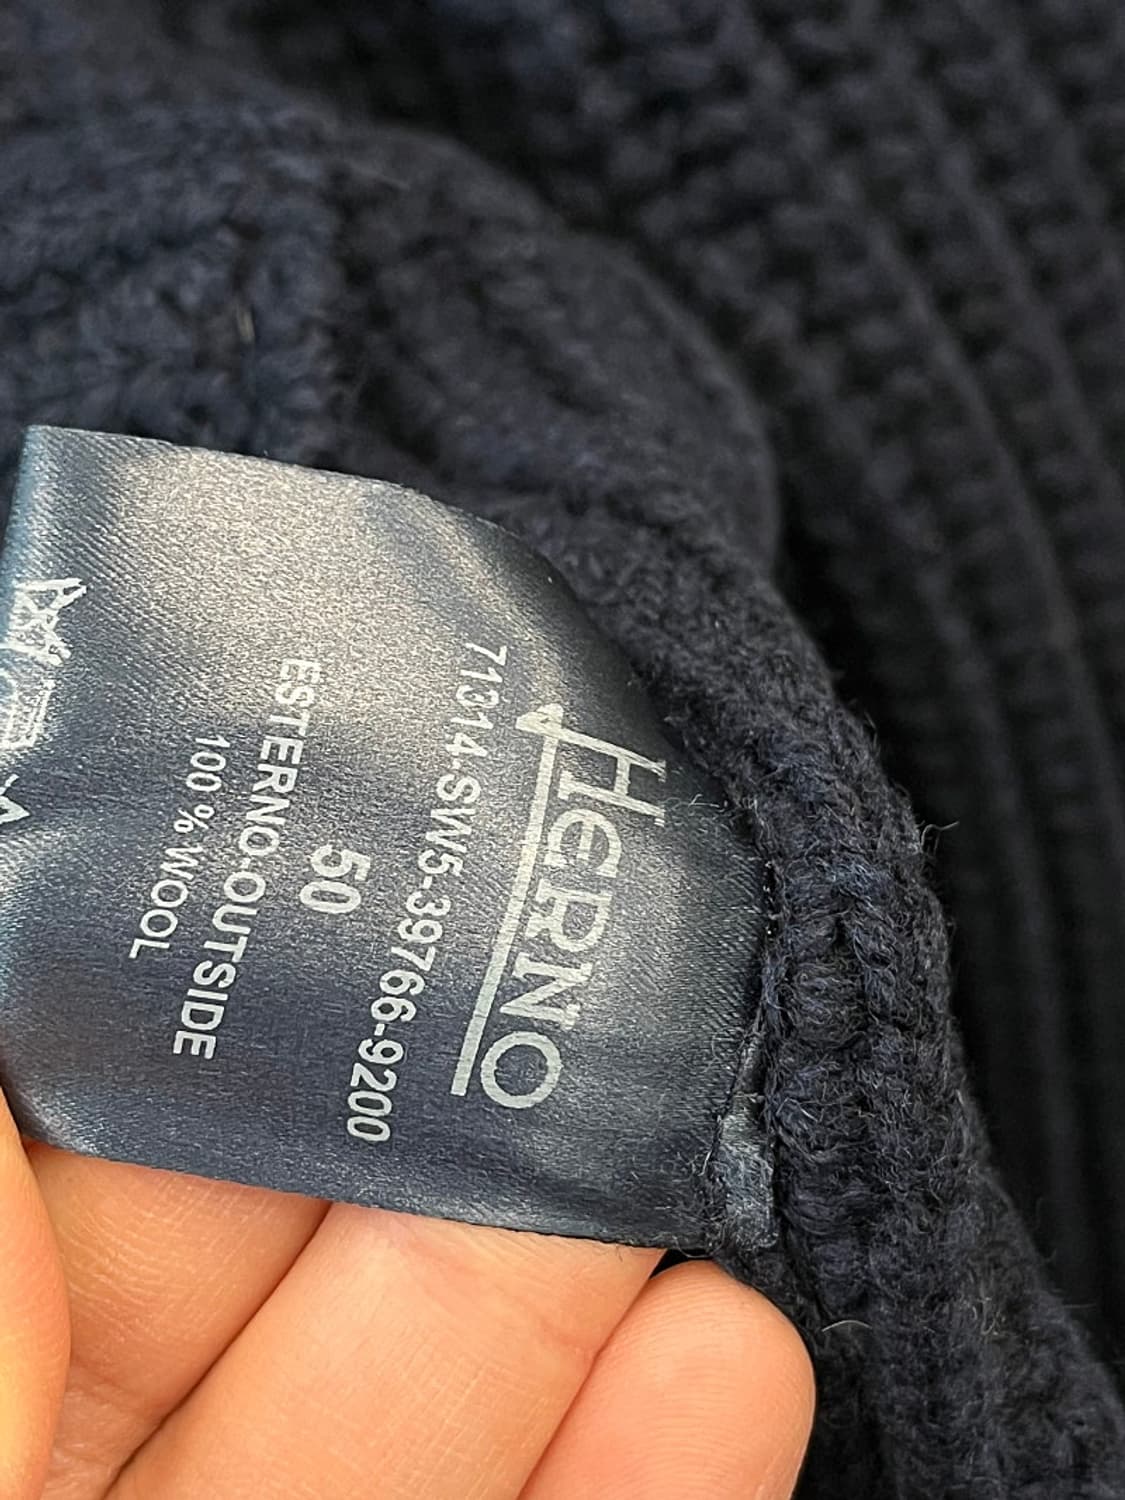 HERNO
71314-SW5-39766-9200
50
ESTERNO-OUTSIDE
100 % WOOL